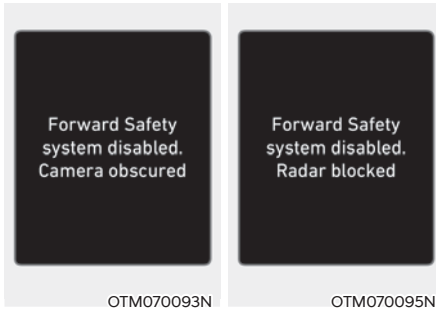 Forward Safety
system disabled.
Camera obscured
OTM070093N
Forward Safety
system disabled.
Radar blocked
OTM070095N